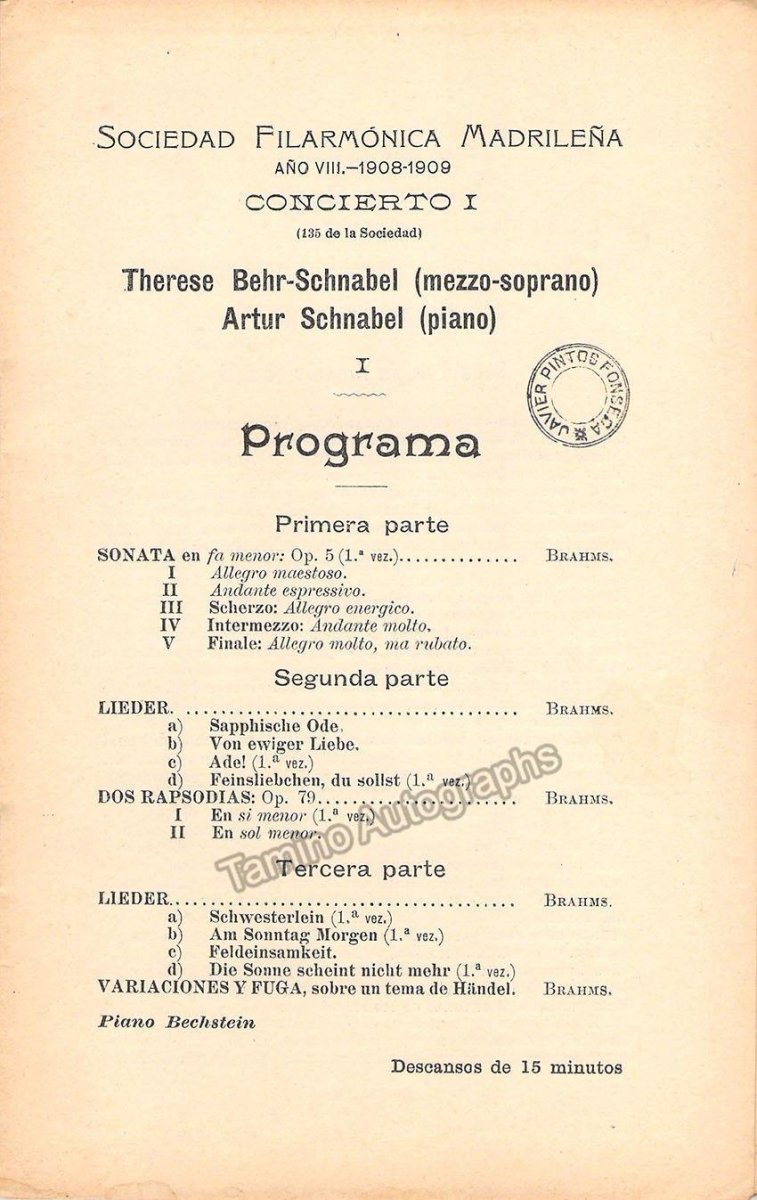 SOCIEDAD FILARMÓNICA MADRILEÑA
AÑO VIII.—1908-1909
CONCIERTO I
(135 de la Sociedad)
Therese Behr-Schnabel (mezzo-soprano)
Artur Schnabel (piano)
I
JAVIER PINTOS FONSECA
Programa
Primera parte
SONATA en fa menor: Op. 5 (1.ª vez.).............. BRAHMS.
I Allegro maestoso.
II Andante espressivo.
III Scherzo: Allegro energico.
IV Intermezzo: Andante molto.
V Finale: Allegro molto, ma rubato.
Segunda parte
LIEDER. ...................................... BRAHMS.
a) Sapphische Ode.
b) Von ewiger Liebe.
c) Ade! (1.ª vez.)
d) Feinsliebchen, du sollst (1.ª vez.)
DOS RAPSODIAS: Op. 79....................... BRAHMS.
I En si menor (1.ª vez.)
II En sol menor.
Tamino Autographs
Tercera parte
LIEDER....................................... BRAHMS.
a) Schwesterlein (1.ª vez.)
b) Am Sonntag Morgen (1.ª vez.)
c) Feldeinsamkeit.
d) Die Sonne scheint nicht mehr (1.ª vez.)
VARIACIONES Y FUGA, sobre un tema de Händel. BRAHMS.
Piano Bechstein
Descansos de 15 minutos